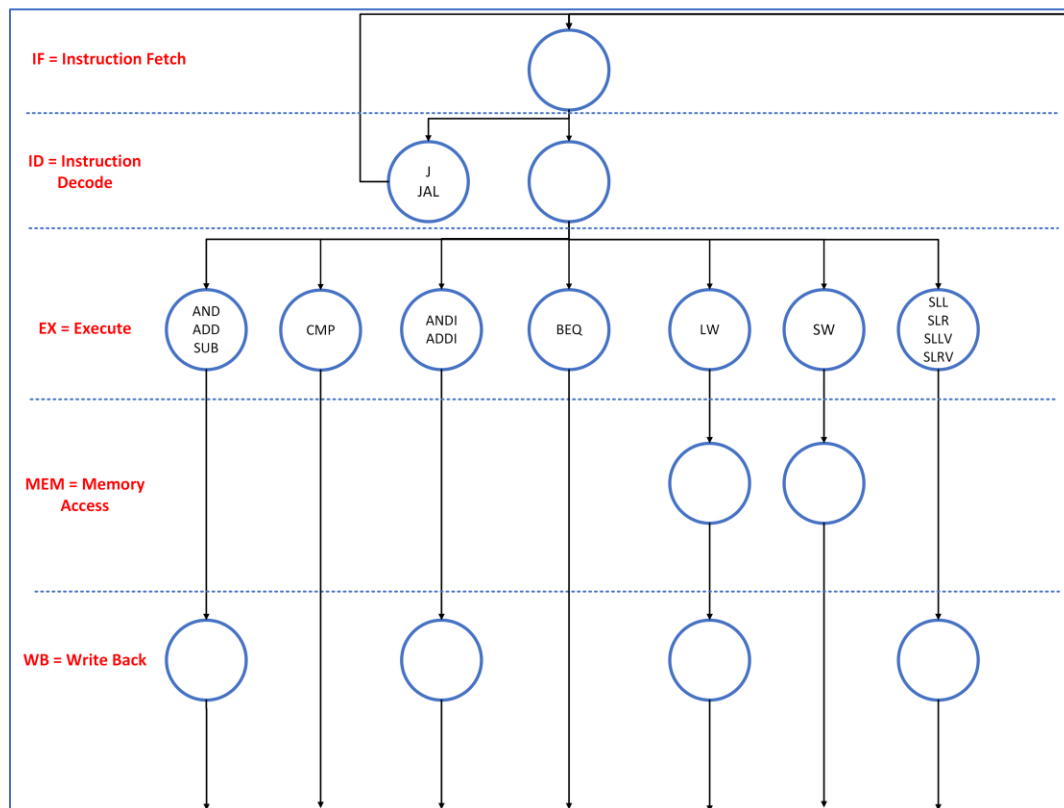 IF = Instruction Fetch
ID = Instruction
Decode
J
JAL
EX = Execute
AND
ADD
SUB
CMP
ANDI
ADDI
BEQ
LW
SW
SLL
SLR
SLLV
SLRV
MEM = Memory
Access
WB = Write Back